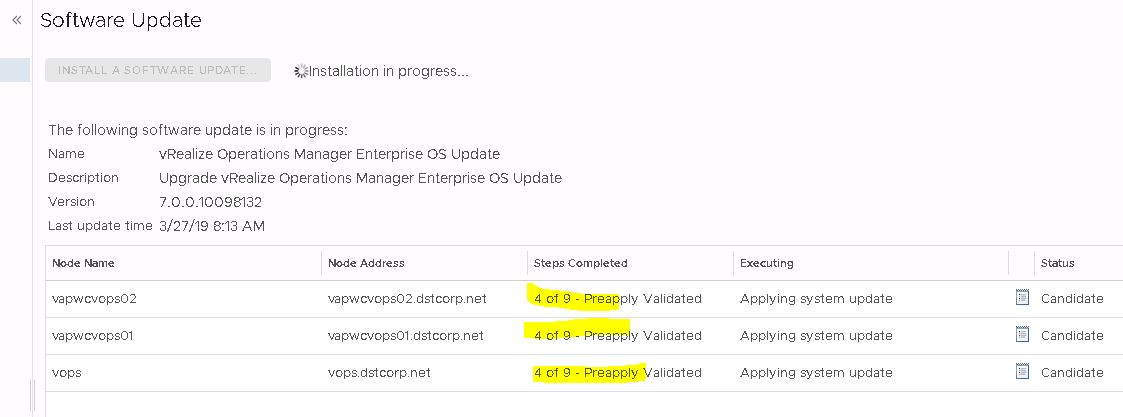 «
Software Update
INSTALL A SOFTWARE UPDATE... Installation in progress...
The following software update is in progress:
Name vRealize Operations Manager Enterprise OS Update
Description Upgrade vRealize Operations Manager Enterprise OS Update
Version 7.0.0.10098132
Last update time 3/27/19 8:13 AM
Node Name Node Address Steps Completed Executing Status
vapwcvops02 vapwcvops02.dstcorp.net 4 of 9 - Preapply Validated Applying system update Candidate
vapwcvops01 vapwcvops01.dstcorp.net 4 of 9 - Preapply Validated Applying system update Candidate
vops vops.dstcorp.net 4 of 9 - Preapply Validated Applying system update Candidate